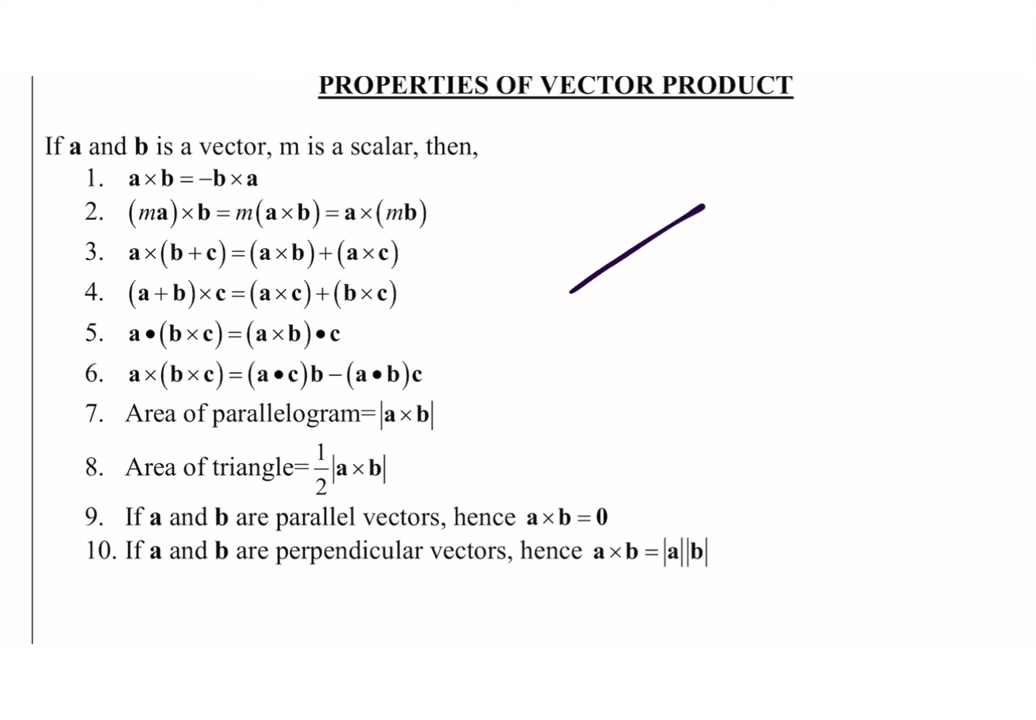 PROPERTIES OF VECTOR PRODUCT
If a and b is a vector, m is a scalar, then,
1. a×b = −b×a
2. (ma)×b = m(a×b) = a×(mb)
3. a×(b+c) = (a×b)+(a×c)
4. (a+b)×c = (a×c)+(b×c)
5. a•(b×c) = (a×b)•c
6. a×(b×c) = (a•c)b−(a•b)c
7. Area of parallelogram=|a×b|
8. Area of triangle=1/2|a×b|
9. If a and b are parallel vectors, hence a×b = 0
10. If a and b are perpendicular vectors, hence a×b = |a||b|